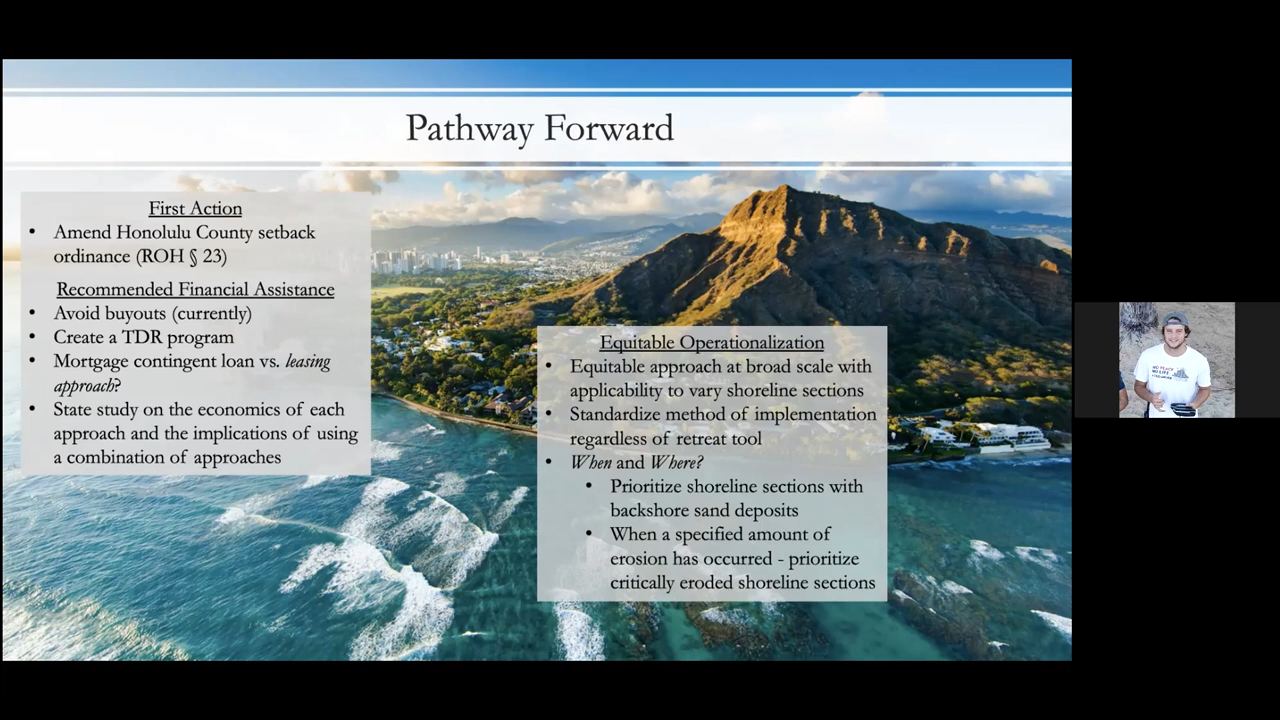 Pathway Forward
First Action
• Amend Honolulu County setback
ordinance (ROH § 23)
Recommended Financial Assistance
• Avoid buyouts (currently)
• Create a TDR program
• Mortgage contingent loan vs. leasing
approach?
• State study on the economics of each
approach and the implications of using
a combination of approaches
Equitable Operationalization
• Equitable approach at broad scale with
applicability to vary shoreline sections
• Standardize method of implementation
regardless of retreat tool
• When and Where?
• Prioritize shoreline sections with
backshore sand deposits
• When a specified amount of
erosion has occurred - prioritize
critically eroded shoreline sections
NO PEACE
NO LIFE